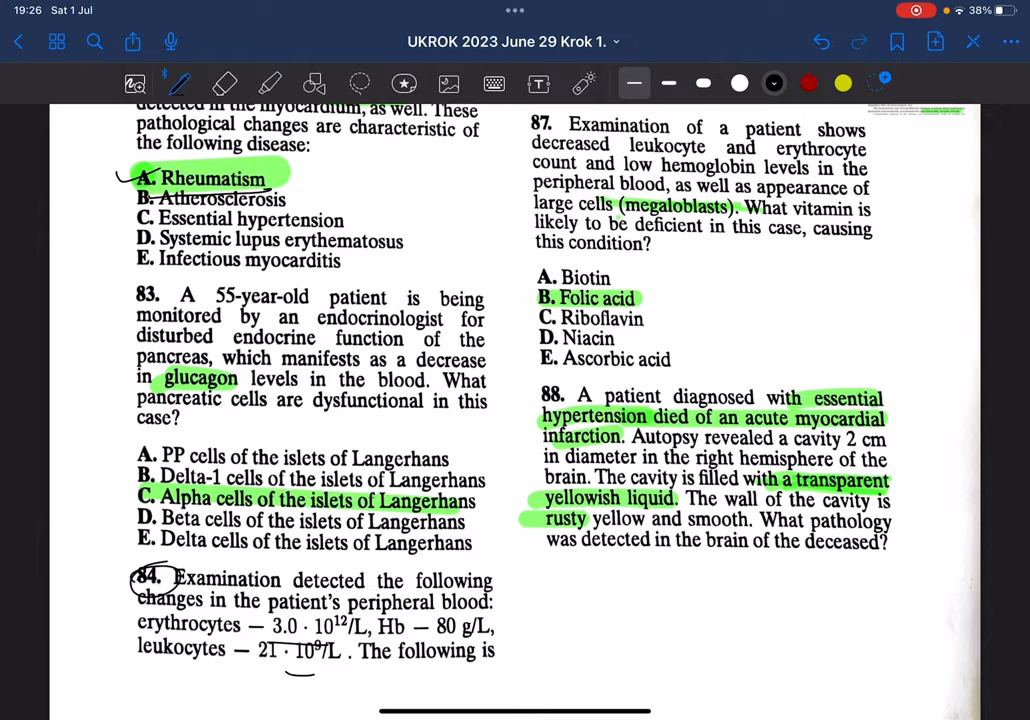 19:26 Sat 1 Jul
38%
UKROK 2023 June 29 Krok 1.
detected in the myocardium, as well. These
pathological changes are characteristic of
the following disease:
A. Rheumatism
B. Atherosclerosis
C. Essential hypertension
D. Systemic lupus erythematosus
E. Infectious myocarditis
83. A 55-year-old patient is being
monitored by an endocrinologist for
disturbed endocrine function of the
pancreas, which manifests as a decrease
in glucagon levels in the blood. What
pancreatic cells are dysfunctional in this
case?
A. PP cells of the islets of Langerhans
B. Delta-1 cells of the islets of Langerhans
C. Alpha cells of the islets of Langerhans
D. Beta cells of the islets of Langerhans
E. Delta cells of the islets of Langerhans
84. Examination detected the following
changes in the patient's peripheral blood:
erythrocytes — 3.0 · 10¹²/L, Hb — 80 g/L,
leukocytes — 21 · 10⁹/L . The following is
87. Examination of a patient shows
decreased leukocyte and erythrocyte
count and low hemoglobin levels in the
peripheral blood, as well as appearance of
large cells (megaloblasts). What vitamin is
likely to be deficient in this case, causing
this condition?
A. Biotin
B. Folic acid
C. Riboflavin
D. Niacin
E. Ascorbic acid
88. A patient diagnosed with essential
hypertension died of an acute myocardial
infarction. Autopsy revealed a cavity 2 cm
in diameter in the right hemisphere of the
brain. The cavity is filled with a transparent
yellowish liquid. The wall of the cavity is
rusty yellow and smooth. What pathology
was detected in the brain of the deceased?